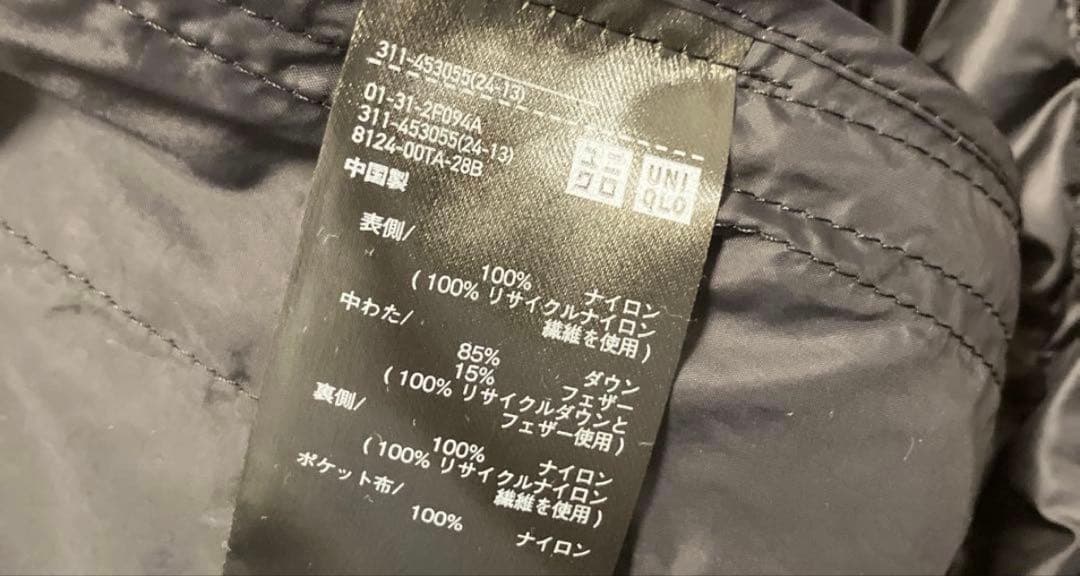 311-453055(24-13)
01-31-2F094A
311-453055(24-13)
8124-00TA-28B
ユニ
クロ
UNI
QLO
中国製
表側/
100% ナイロン
(100% リサイクルナイロン
繊維を使用)
中わた/
85% ダウン
15% フェザー
(100% リサイクルダウンと
フェザー使用)
裏側/
100% ナイロン
(100% リサイクルナイロン
繊維を使用)
ポケット布/
100% ナイロン